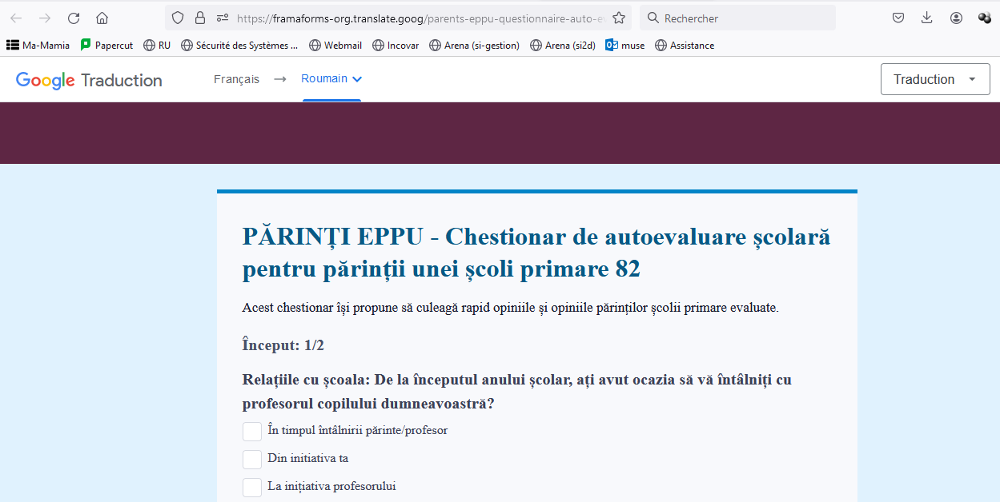 https://framaforms-org.translate.goog/parents-eppu-questionnaire-auto-e
Rechercher
Ma-Mamia Papercut RU Sécurité des Systèmes ... Webmail Incovar Arena (si-gestion) Arena (si2d) muse Assistance
Google Traduction Français → Roumain Traduction
PĂRINȚI EPPU - Chestionar de autoevaluare școlară
pentru părinții unei școli primare 82
Acest chestionar își propune să culeagă rapid opiniile și opiniile părinților școlii primare evaluate.
Început: 1/2
Relațiile cu școala: De la începutul anului școlar, ați avut ocazia să vă întâlniți cu
profesorul copilului dumneavoastră?
În timpul întâlnirii părinte/profesor
Din initiativa ta
La inițiativa profesorului